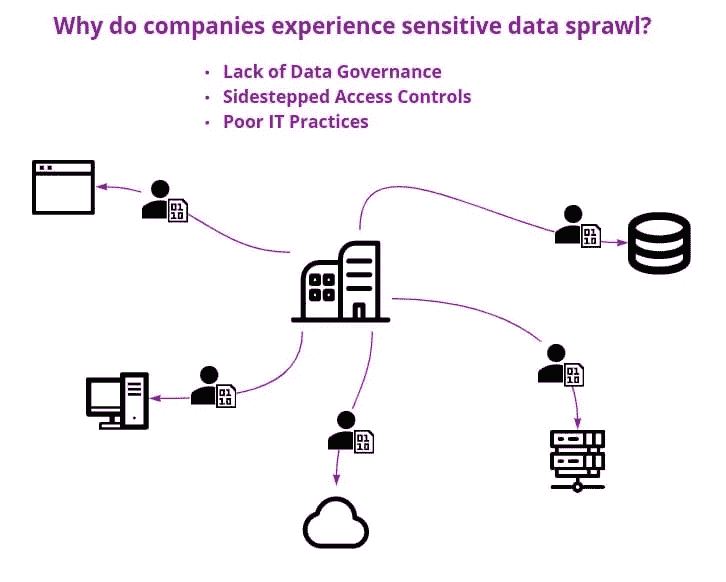 Why do companies experience sensitive data sprawl?
• Lack of Data Governance
• Sidestepped Access Controls
• Poor IT Practices
01
10
01
10
01
10
01
10
01
10